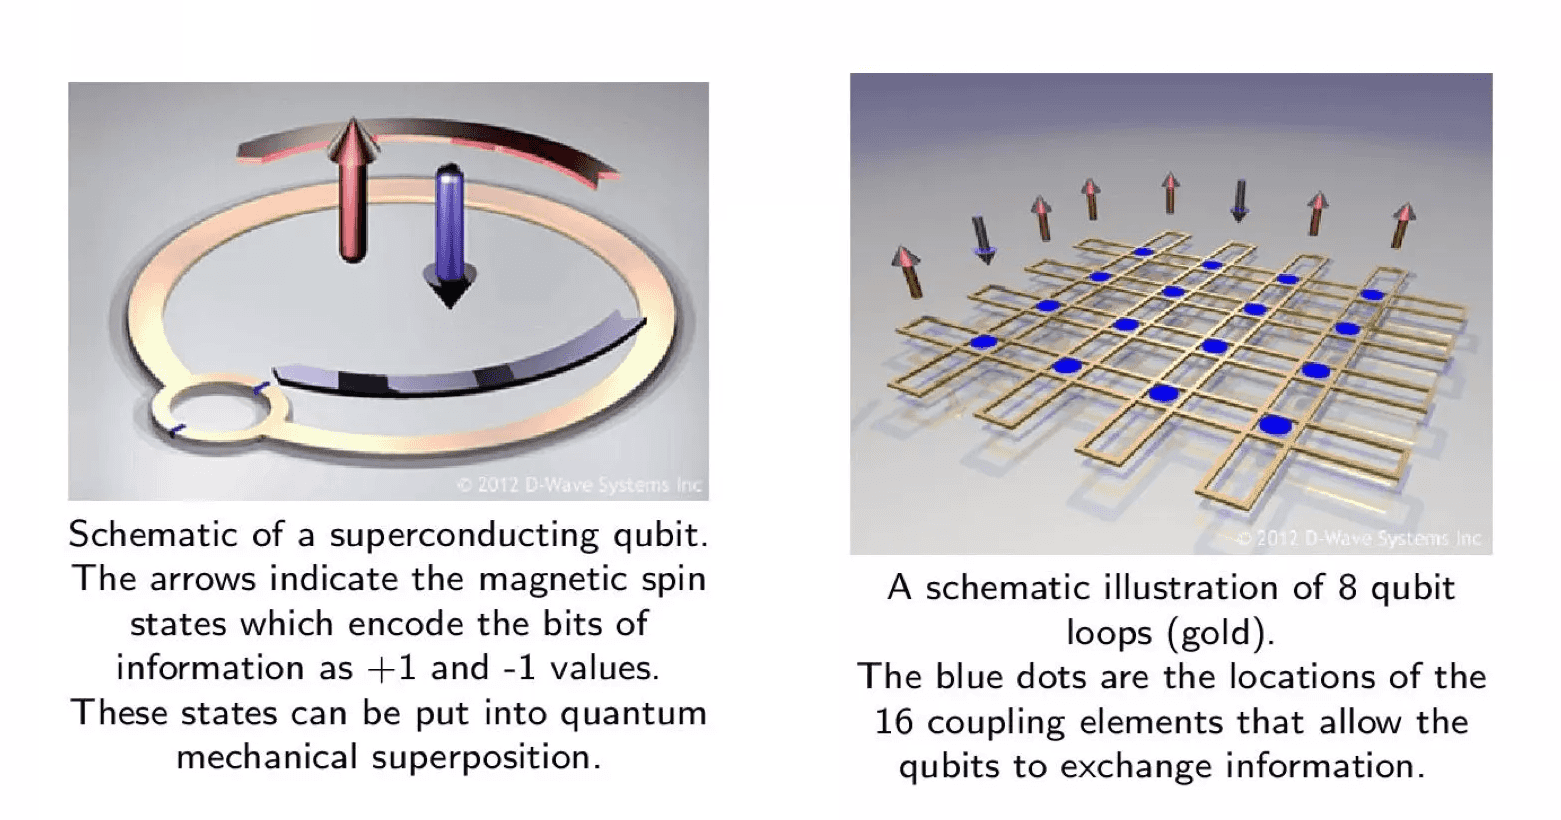 © 2012 D-Wave Systems Inc
Schematic of a superconducting qubit.
The arrows indicate the magnetic spin
states which encode the bits of
information as +1 and -1 values.
These states can be put into quantum
mechanical superposition.
© 2012 D-Wave Systems Inc
A schematic illustration of 8 qubit
loops (gold).
The blue dots are the locations of the
16 coupling elements that allow the
qubits to exchange information.